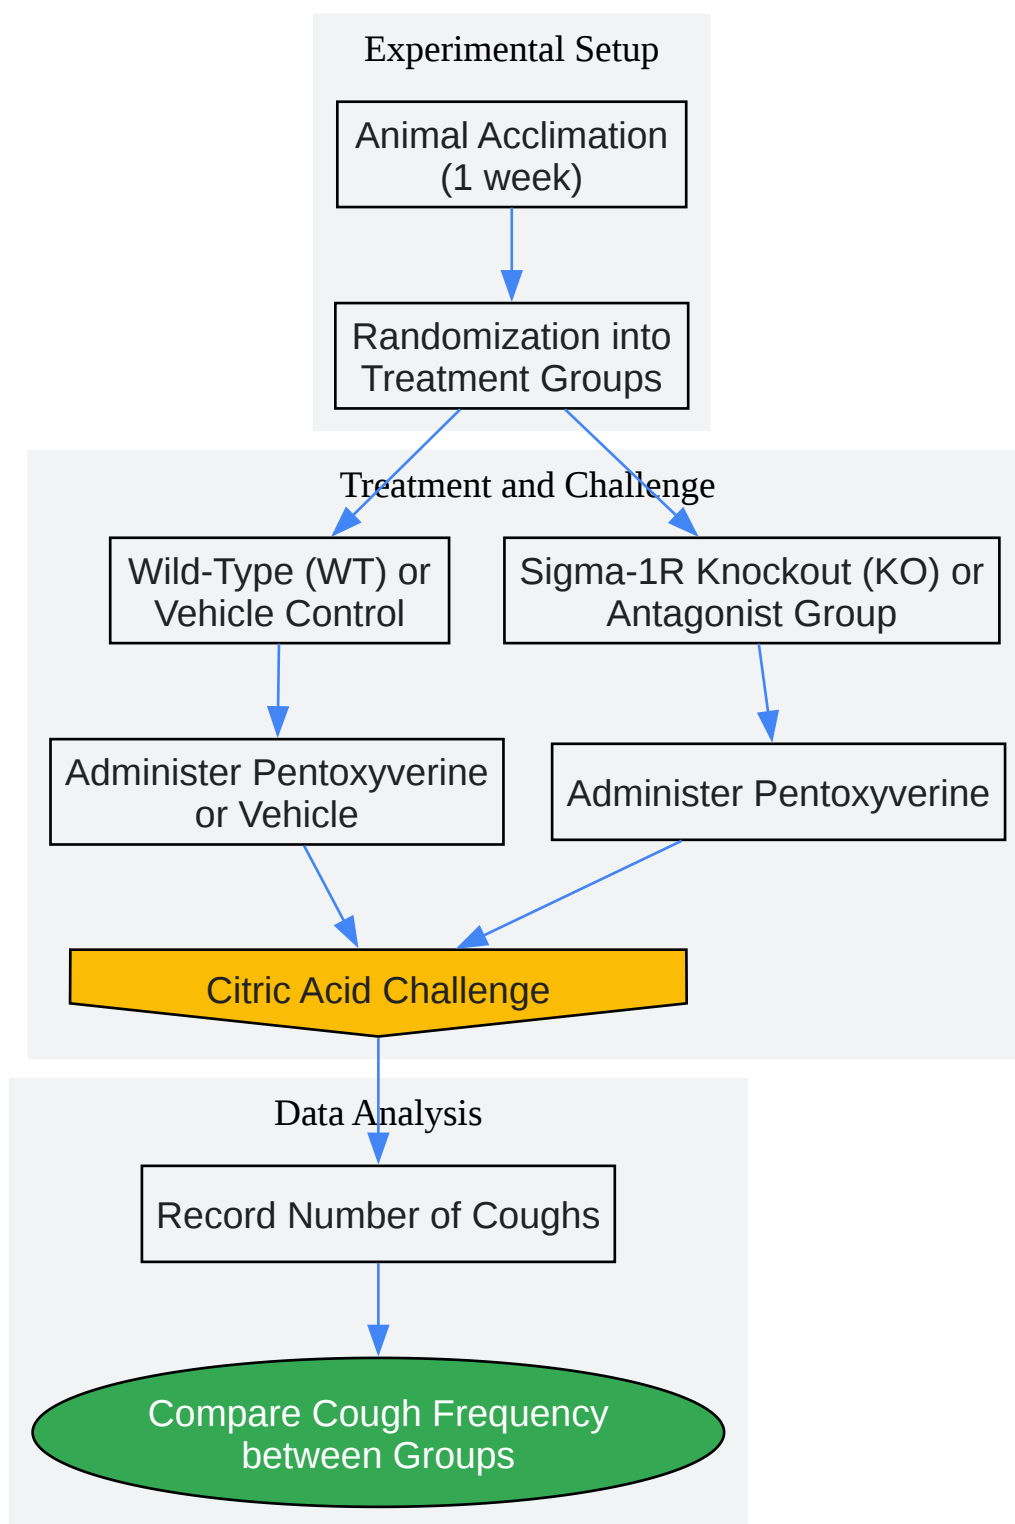 Experimental Setup
Animal Acclimation
(1 week)
Randomization into
Treatment Groups
Treatment and Challenge
Wild-Type (WT) or
Vehicle Control
Sigma-1R Knockout (KO) or
Antagonist Group
Administer Pentoxyverine
or Vehicle
Administer Pentoxyverine
Citric Acid Challenge
Data Analysis
Record Number of Coughs
Compare Cough Frequency
between Groups